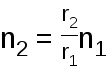 n₂ = r₂/r₁ n₁